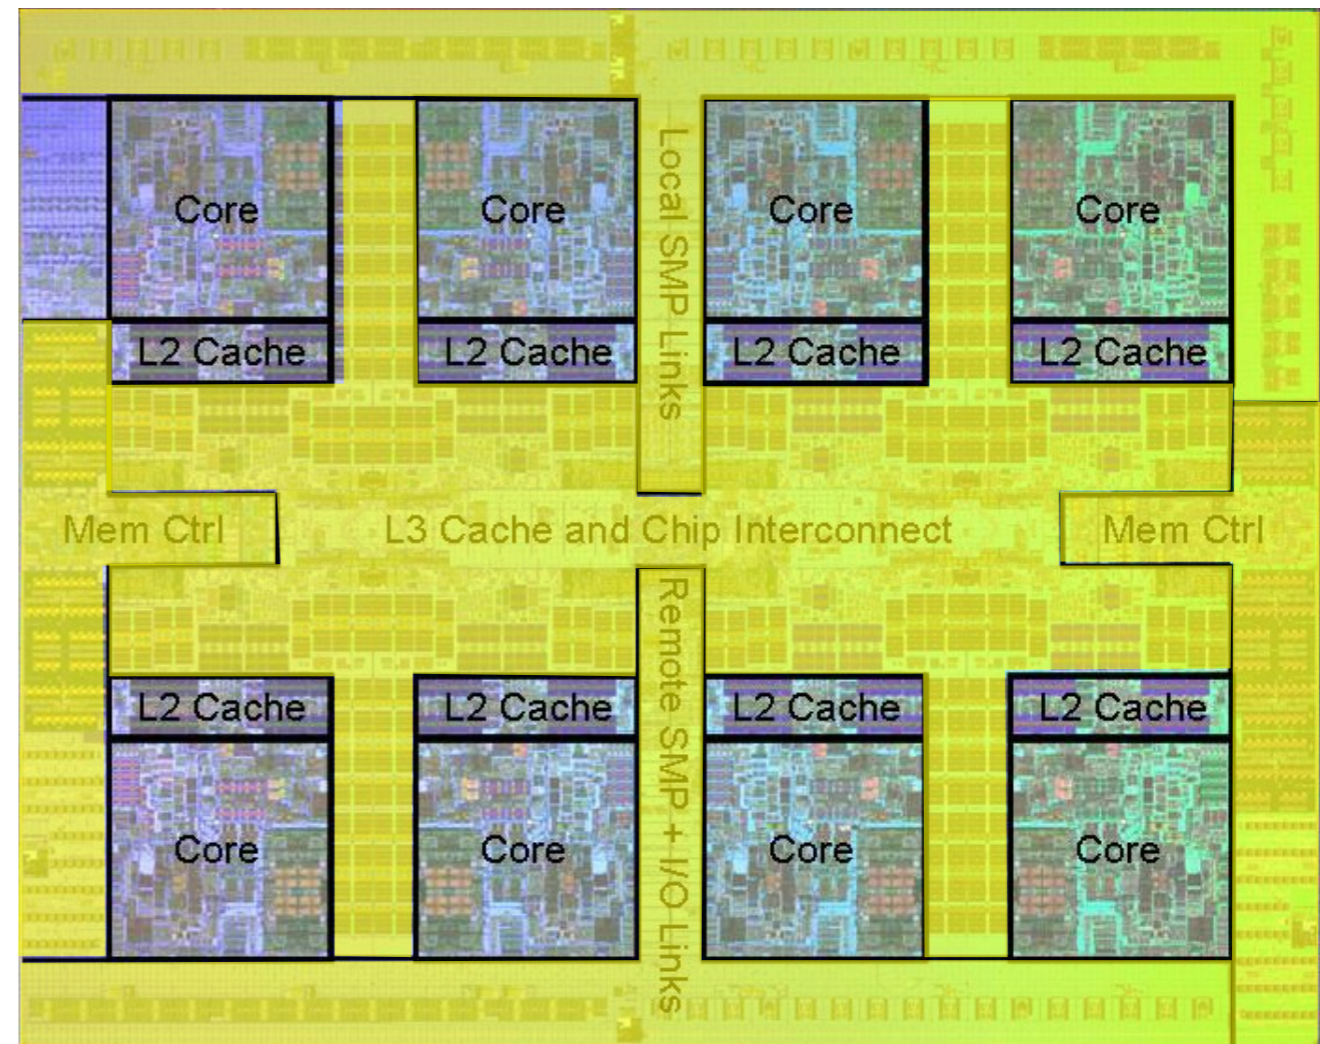 Core
Core
Core
Core
L2 Cache
L2 Cache
L2 Cache
L2 Cache
Local SMP Links
Mem Ctrl
L3 Cache and Chip Interconnect
Mem Ctrl
Remote SMP + I/O Links
L2 Cache
L2 Cache
L2 Cache
L2 Cache
Core
Core
Core
Core